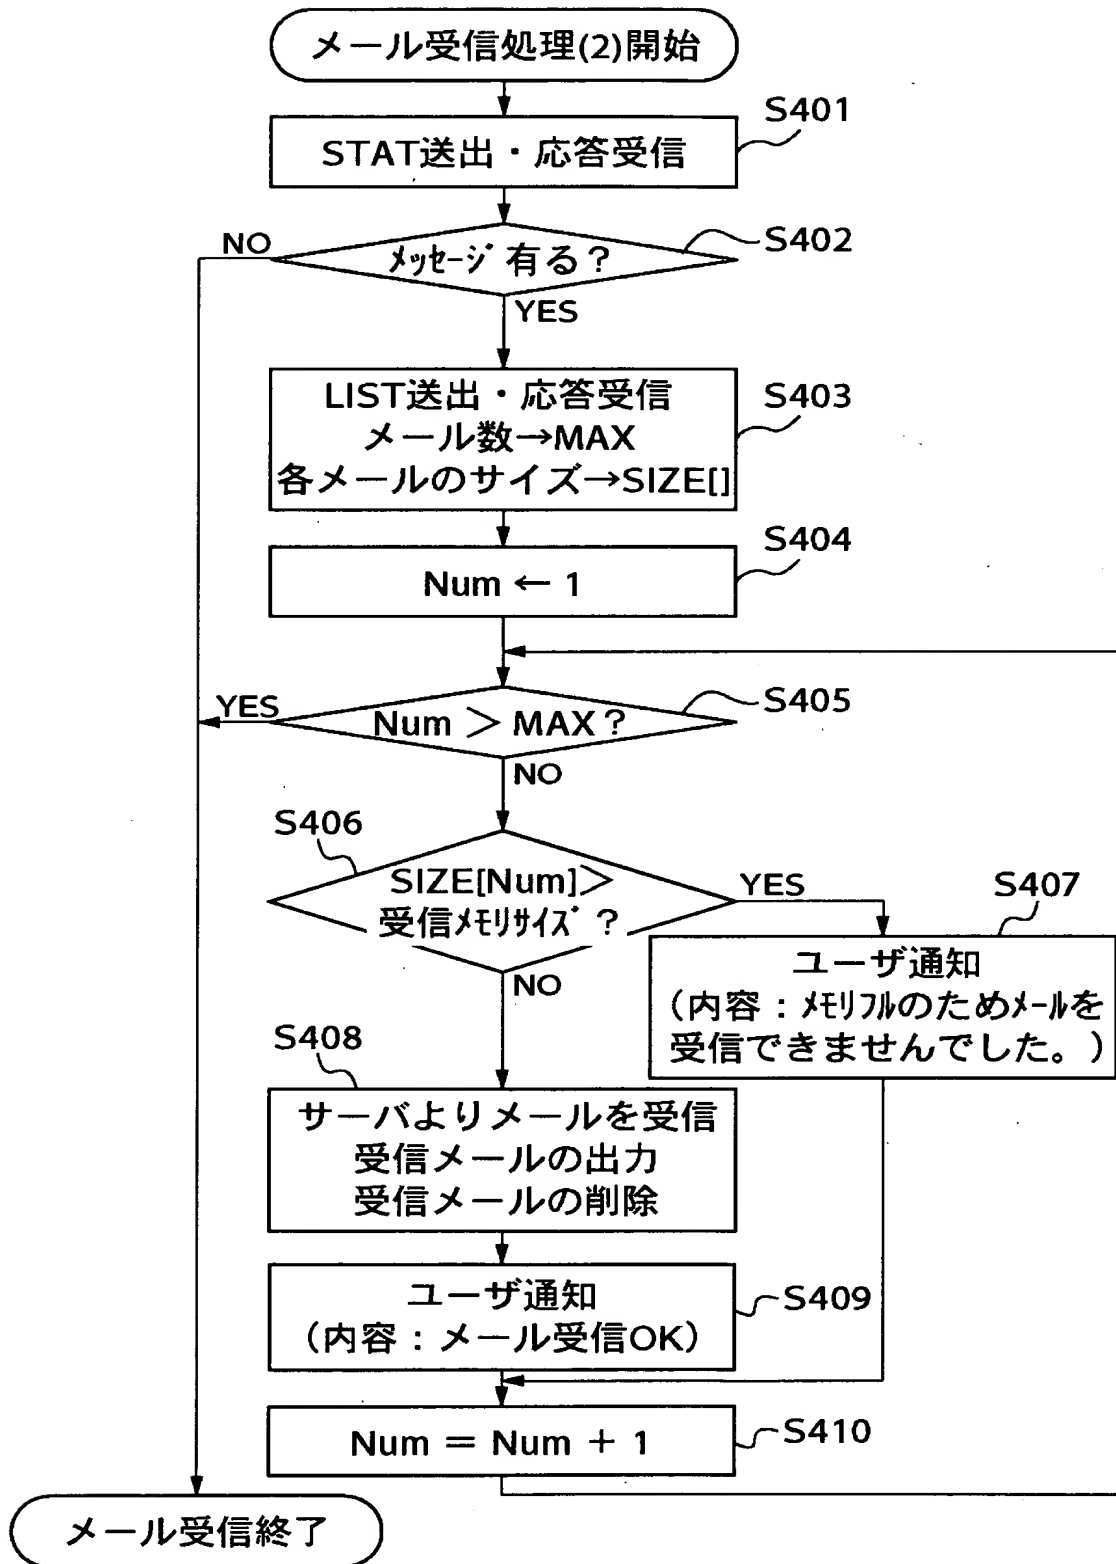 メール受信処理(2)開始
S401
STAT送出・応答受信
S402
NO
メッセージ有る？
YES
S403
LIST送出・応答受信
メール数→MAX
各メールのサイズ→SIZE[]
S404
Num ← 1
S405
YES
Num ＞ MAX？
NO
S406
SIZE[Num]＞
受信メモリサイズ？
YES
S407
NO
ユーザ通知
（内容：メモリフルのためメールを
受信できませんでした。）
S408
サーバよりメールを受信
受信メールの出力
受信メールの削除
S409
ユーザ通知
（内容：メール受信OK）
S410
Num ＝ Num + 1
メール受信終了